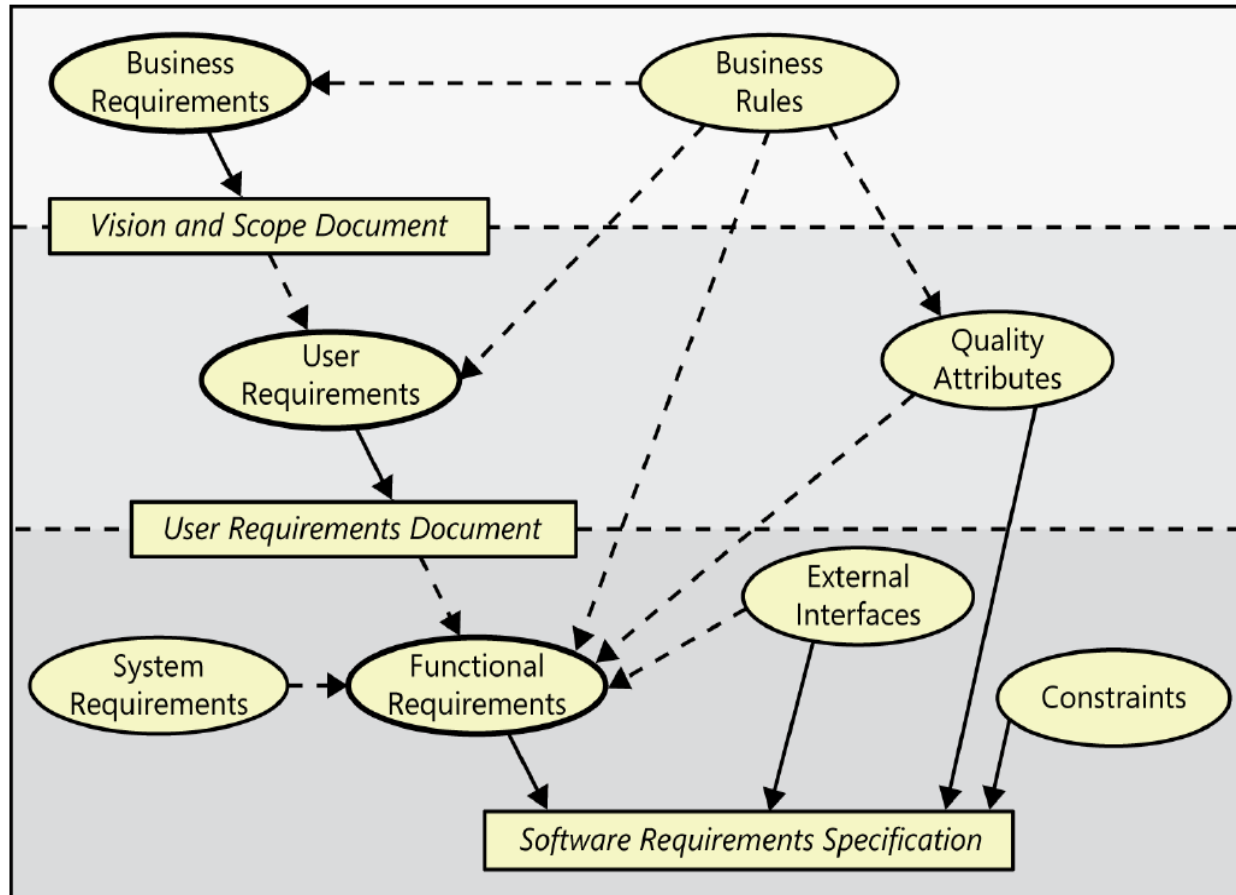 Business
Requirements
Business
Rules
Vision and Scope Document
User
Requirements
Quality
Attributes
User Requirements Document
External
Interfaces
System
Requirements
Functional
Requirements
Constraints
Software Requirements Specification